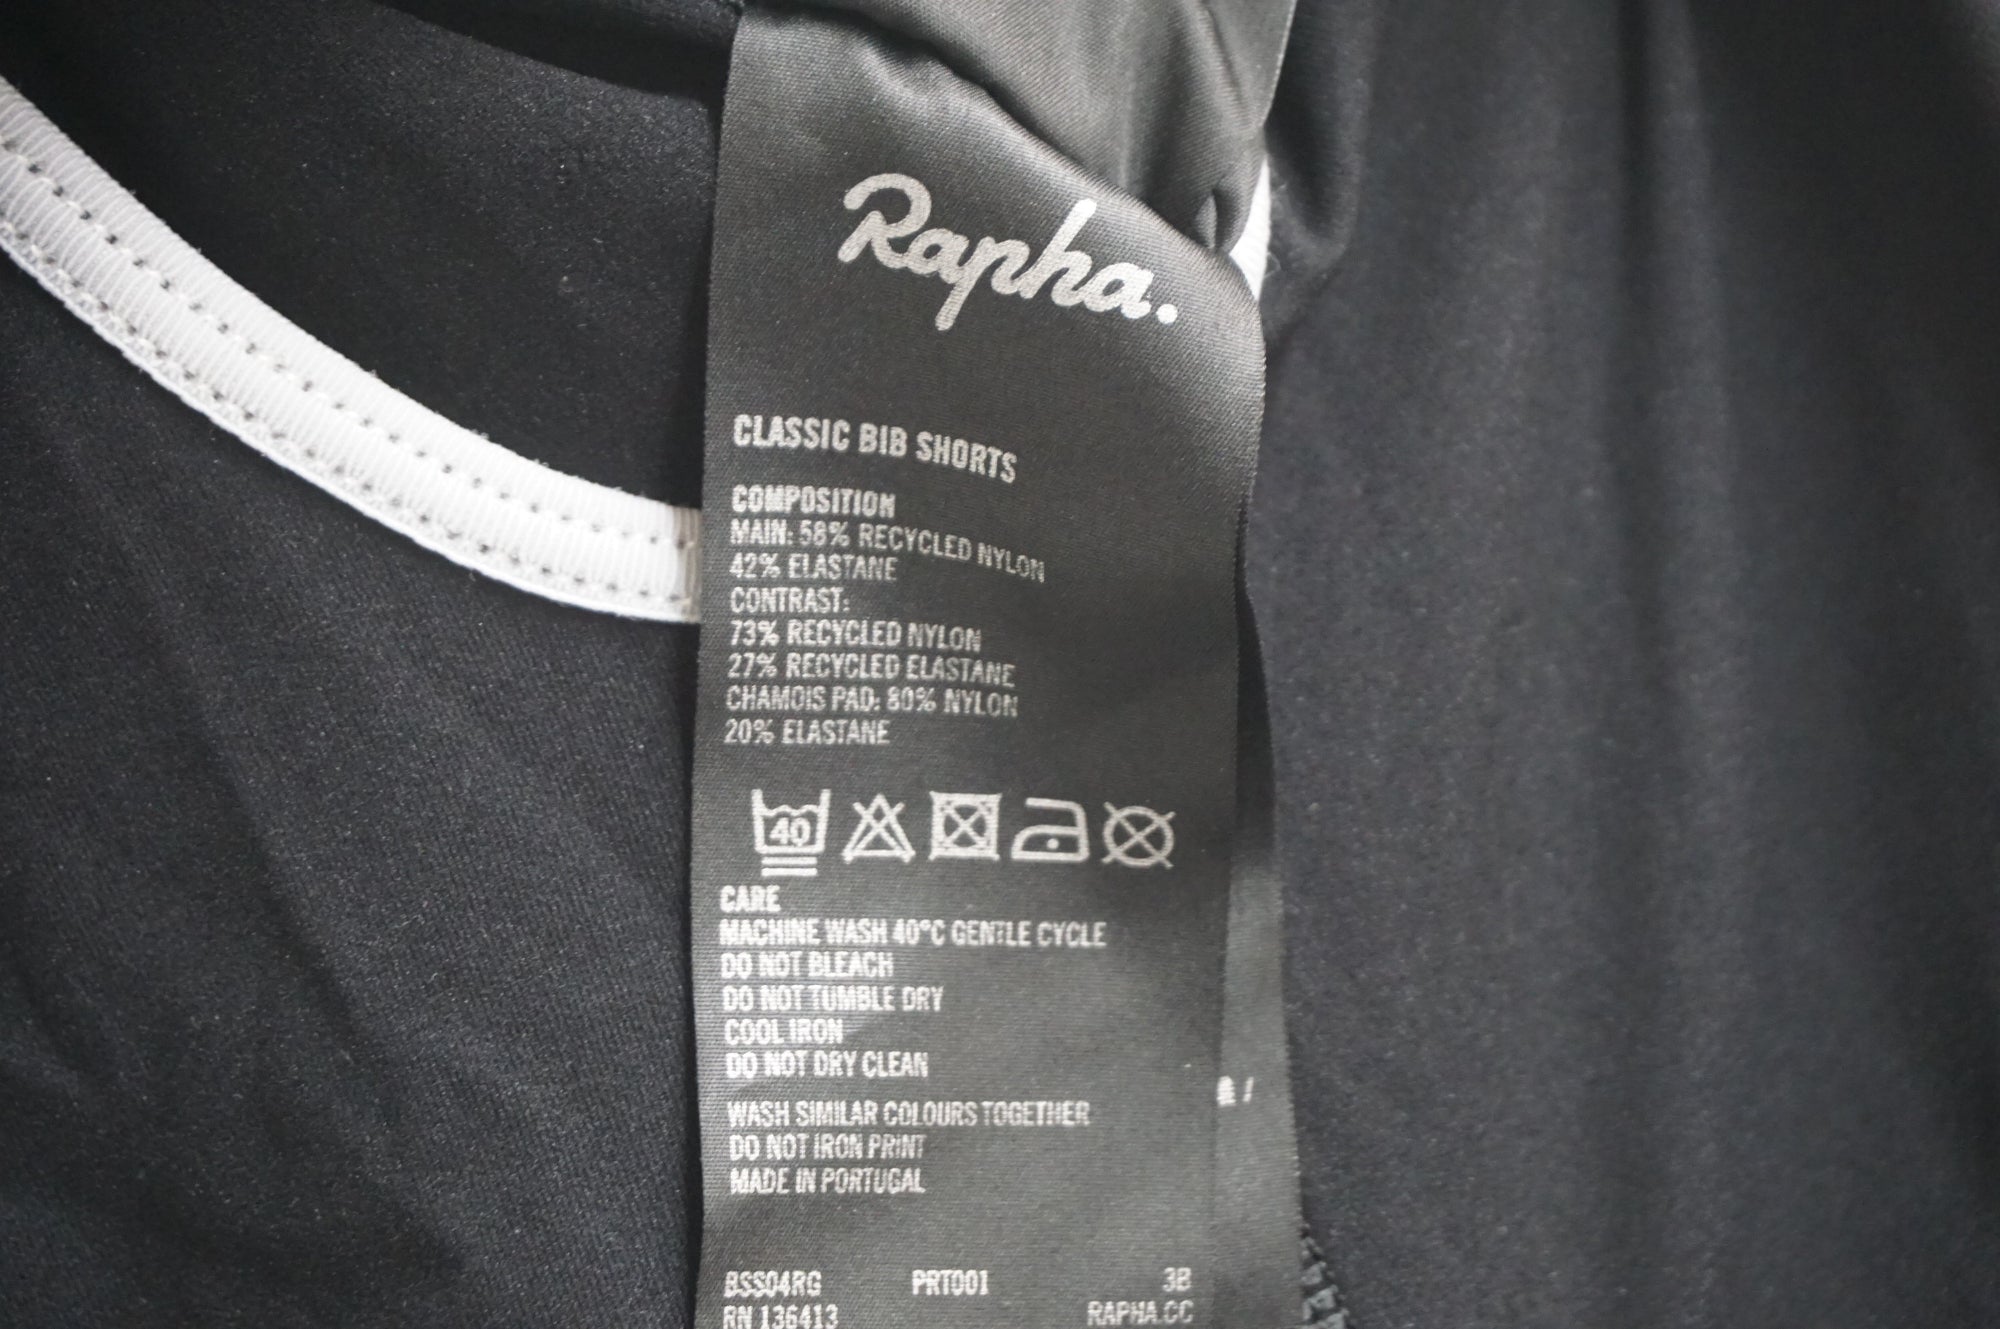 Rapha.
CLASSIC BIB SHORTS
COMPOSITION
MAIN: 58% RECYCLED NYLON
42% ELASTANE
CONTRAST:
73% RECYCLED NYLON
27% RECYCLED ELASTANE
CHAMOIS PAD: 80% NYLON
20% ELASTANE
40
CARE
MACHINE WASH 40°C GENTLE CYCLE
DO NOT BLEACH
DO NOT TUMBLE DRY
COOL IRON
DO NOT DRY CLEAN
WASH SIMILAR COLOURS TOGETHER
DO NOT IRON PRINT
MADE IN PORTUGAL
BSS04RG PRT001 3B
RN 136413 RAPHA.CC